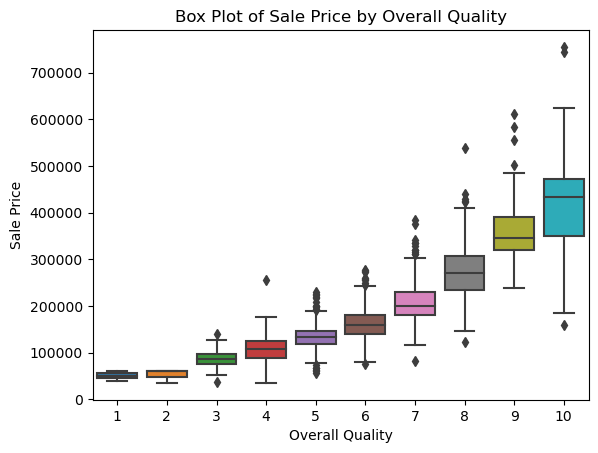 Box Plot of Sale Price by Overall Quality
700000
600000
500000
400000
300000
200000
100000
0
Sale Price
1 2 3 4 5 6 7 8 9 10
Overall Quality